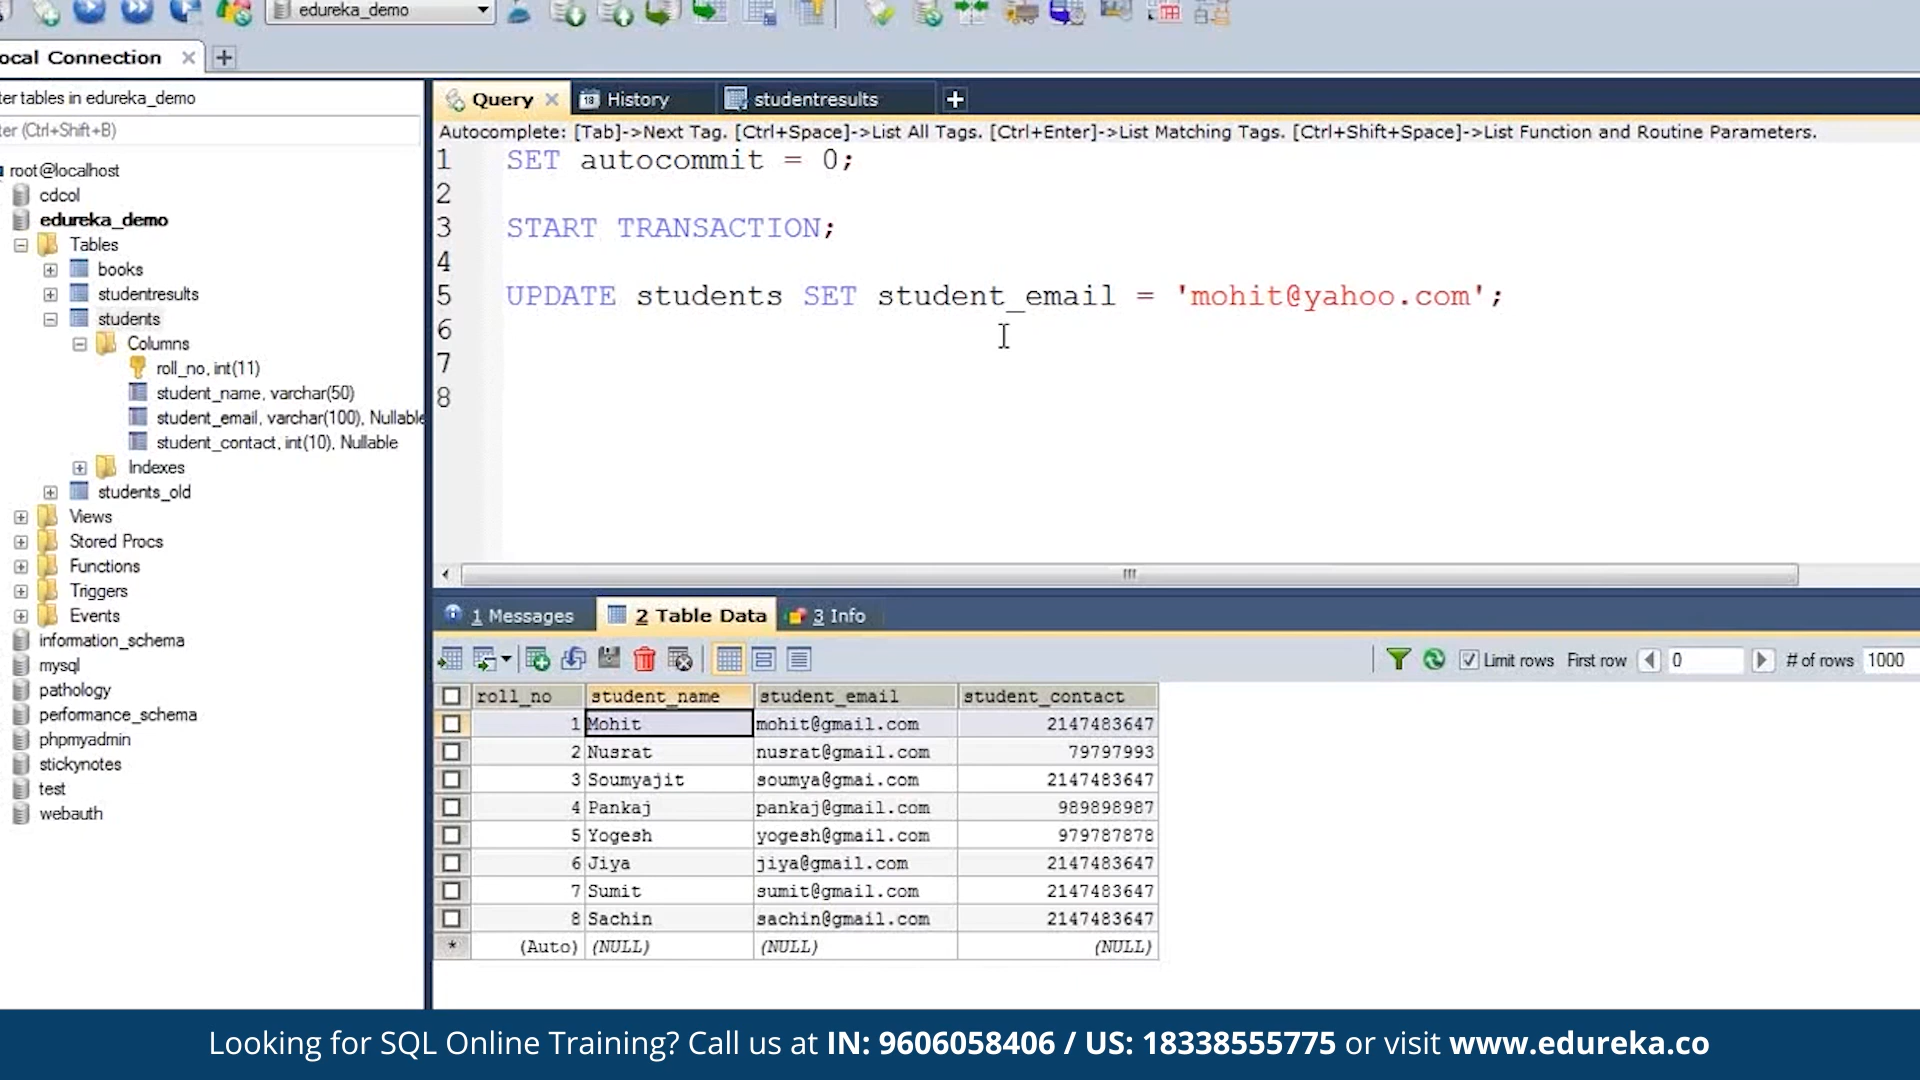 edureka_demo
ocal Connection
ter tables in edureka_demo
ter (Ctrl+Shift+B)
root@localhost
cdcol
edureka_demo
Tables
books
studentresults
students
Columns
roll_no, int(11)
student_name, varchar(50)
student_email, varchar(100), Nullable
student_contact, int(10), Nullable
Indexes
students_old
Views
Stored Procs
Functions
Triggers
Events
information_schema
mysql
pathology
performance_schema
phpmyadmin
stickynotes
test
webauth
Query History studentresults
Autocomplete: [Tab]->Next Tag. [Ctrl+Space]->List All Tags. [Ctrl+Enter]->List Matching Tags. [Ctrl+Shift+Space]->List Function and Routine Parameters.
1 SET autocommit = 0;
2
3 START TRANSACTION;
4
5 UPDATE students SET student_email = 'mohit@yahoo.com';
6
7
8
1 Messages 2 Table Data 3 Info
Limit rows First row 0 # of rows 1000
roll_no student_name student_email student_contact
1 Mohit mohit@gmail.com 2147483647
2 Nusrat nusrat@gmail.com 79797993
3 Soumyajit soumya@gmai.com 2147483647
4 Pankaj pankaj@gmail.com 989898987
5 Yogesh yogesh@gmail.com 979787878
6 Jiya jiya@gmail.com 2147483647
7 Sumit sumit@gmail.com 2147483647
8 Sachin sachin@gmail.com 2147483647
* (Auto) (NULL) (NULL) (NULL)
Looking for SQL Online Training? Call us at IN: 9606058406 / US: 18338555775 or visit www.edureka.co